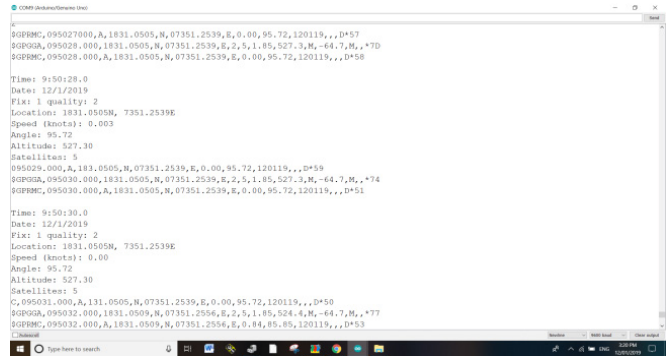 COM9 (Arduino/Genuino Uno)
Send
$GPRMC,095027000,A,1831.0505,N,07351.2539,E,0.00,95.72,120119,,,D*57
$GPGGA,095028.000,1831.0505,N,07351.2539,E,2,5,1.85,527.3,M,-64.7,M,,*7D
$GPRMC,095028.000,A,1831.0505,N,07351.2539,E,0.00,95.72,120119,,,D*58
Time: 9:50:28.0
Date: 12/1/2019
Fix: 1 quality: 2
Location: 1831.0505N, 7351.2539E
Speed (knots): 0.003
Angle: 95.72
Altitude: 527.30
Satellites: 5
095029.000,A,183.0505,N,07351.2539,E,0.00,95.72,120119,,,D*59
$GPGGA,095030.000,1831.0505,N,07351.2539,E,2,5,1.85,527.3,M,-64.7,M,,*74
$GPRMC,095030.000,A,1831.0505,N,07351.2539,E,0.00,95.72,120119,,,D*51
Time: 9:50:30.0
Date: 12/1/2019
Fix: 1 quality: 2
Location: 1831.0505N, 7351.2539E
Speed (knots): 0.00
Angle: 95.72
Altitude: 527.30
Satellites: 5
C,095031.000,A,131.0505,N,07351.2539,E,0.00,95.72,120119,,,D*50
$GPGGA,095032.000,1831.0509,N,07351.2556,E,2,5,1.85,524.4,M,-64.7,M,,*77
$GPRMC,095032.000,A,1831.0509,N,07351.2556,E,0.84,85.85,120119,,,D*53
Autoscroll
Newline
9600 baud
Clear output
Type here to search
ENG
3:20 PM
12/01/2019